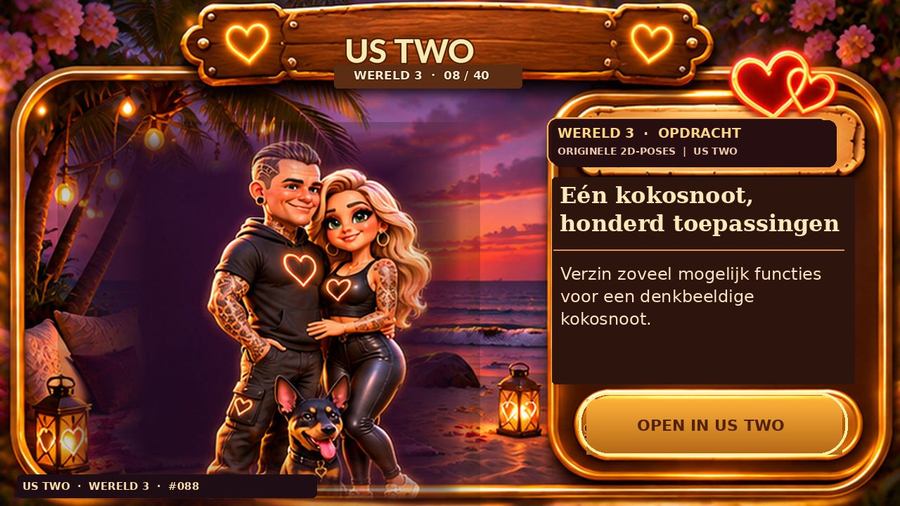 US TWO
WERELD 3 · 08 / 40
WERELD 3 · OPDRACHT
ORIGINELE 2D-POSES | US TWO
Eén kokosnoot,
honderd toepassingen
Verzin zoveel mogelijk functies
voor een denkbeeldige
kokosnoot.
OPEN IN US TWO
US TWO · WERELD 3 · #088